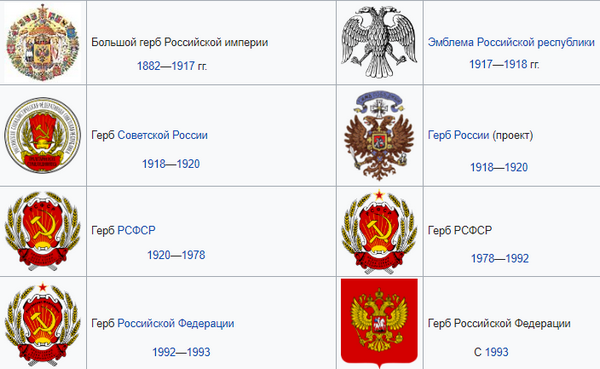 Большой герб Российской империи
1882—1917 гг.
Эмблема Российской республики
1917—1918 гг.
Герб Советской России
1918—1920
Герб России (проект)
1918—1920
Герб РСФСР
1920—1978
Герб РСФСР
1978—1992
Герб Российской Федерации
1992—1993
Герб Российской Федерации
С 1993